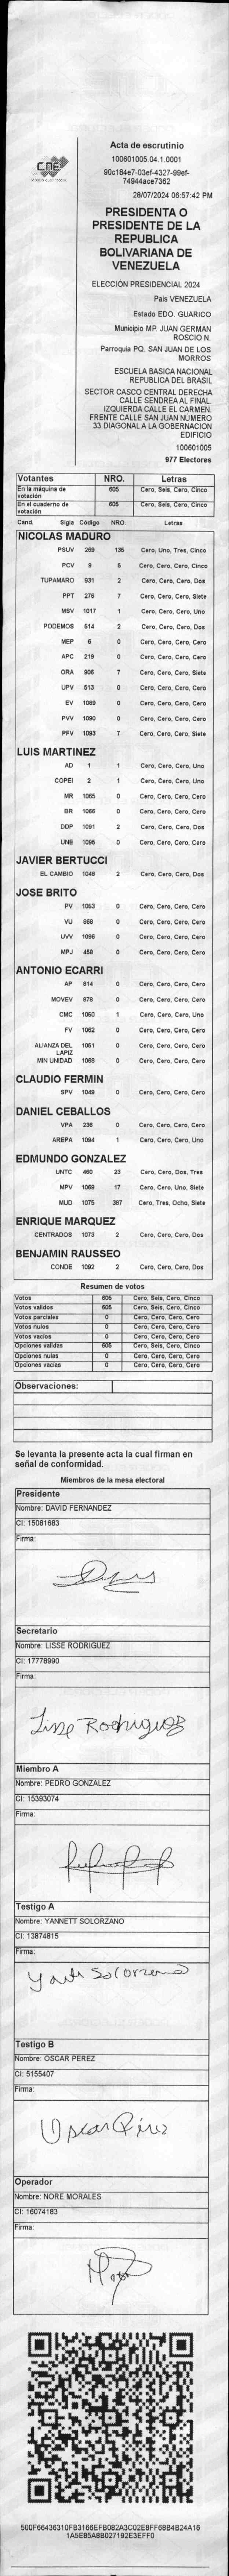 CNE
Acta de escrutinio
100601005.04.1.0001
90c184e7-03ef-4327-99ef-
74944ace7362
28/07/2024 06:57:42 PM
PRESIDENTA O
PRESIDENTE DE LA
REPUBLICA
BOLIVARIANA DE
VENEZUELA
ELECCIÓN PRESIDENCIAL 2024
País VENEZUELA
Estado EDO. GUARICO
Municipio MP. JUAN GERMAN
ROSCIO N.
Parroquia PQ. SAN JUAN DE LOS
MORROS
ESCUELA BASICA NACIONAL
REPUBLICA DEL BRASIL
SECTOR CASCO CENTRAL DERECHA
CALLE SENDREA AL FINAL.
IZQUIERDA CALLE EL CARMEN.
FRENTE CALLE SAN JUAN NÚMERO
33 DIAGONAL A LA GOBERNACION
EDIFICIO
100601005
977 Electores
Votantes NRO. Letras
En la máquina de votación 605 Cero, Seis, Cero, Cinco
En el cuaderno de votación 605 Cero, Seis, Cero, Cinco
Cand. Sigla Código NRO. Letras
NICOLAS MADURO
PSUV 269 135 Cero, Uno, Tres, Cinco
PCV 9 5 Cero, Cero, Cero, Cinco
TUPAMARO 931 2 Cero, Cero, Cero, Dos
PPT 276 7 Cero, Cero, Cero, Siete
MSV 1017 1 Cero, Cero, Cero, Uno
PODEMOS 514 2 Cero, Cero, Cero, Dos
MEP 6 0 Cero, Cero, Cero, Cero
APC 219 0 Cero, Cero, Cero, Cero
ORA 906 7 Cero, Cero, Cero, Siete
UPV 513 0 Cero, Cero, Cero, Cero
EV 1089 0 Cero, Cero, Cero, Cero
PVV 1090 0 Cero, Cero, Cero, Cero
PFV 1093 7 Cero, Cero, Cero, Siete
LUIS MARTINEZ
AD 1 1 Cero, Cero, Cero, Uno
COPEI 2 1 Cero, Cero, Cero, Uno
MR 1065 0 Cero, Cero, Cero, Cero
BR 1066 0 Cero, Cero, Cero, Cero
DDP 1091 2 Cero, Cero, Cero, Dos
UNE 1095 0 Cero, Cero, Cero, Cero
JAVIER BERTUCCI
EL CAMBIO 1049 2 Cero, Cero, Cero, Dos
JOSE BRITO
PV 1053 0 Cero, Cero, Cero, Cero
VU 868 0 Cero, Cero, Cero, Cero
UVV 1096 0 Cero, Cero, Cero, Cero
MPJ 458 0 Cero, Cero, Cero, Cero
ANTONIO ECARRI
AP 814 0 Cero, Cero, Cero, Cero
MOVEV 878 0 Cero, Cero, Cero, Cero
CMC 1050 1 Cero, Cero, Cero, Uno
FV 1062 0 Cero, Cero, Cero, Cero
ALIANZA DEL LAPIZ 1051 0 Cero, Cero, Cero, Cero
MIN UNIDAD 1068 0 Cero, Cero, Cero, Cero
CLAUDIO FERMIN
SPV 1049 0 Cero, Cero, Cero, Cero
DANIEL CEBALLOS
VPA 236 0 Cero, Cero, Cero, Cero
AREPA 1094 1 Cero, Cero, Cero, Uno
EDMUNDO GONZALEZ
UNTC 460 23 Cero, Cero, Dos, Tres
MPV 1069 17 Cero, Cero, Uno, Siete
MUD 1075 387 Cero, Tres, Ocho, Siete
ENRIQUE MARQUEZ
CENTRADOS 1073 2 Cero, Cero, Cero, Dos
BENJAMIN RAUSSEO
CONDE 1092 2 Cero, Cero, Cero, Dos
Resumen de votos
Votos 605 Cero, Seis, Cero, Cinco
Votos validos 605 Cero, Seis, Cero, Cinco
Votos parciales 0 Cero, Cero, Cero, Cero
Votos nulos 0 Cero, Cero, Cero, Cero
Votos vacios 0 Cero, Cero, Cero, Cero
Opciones validas 605 Cero, Seis, Cero, Cinco
Opciones nulas 0 Cero, Cero, Cero, Cero
Opciones vacias 0 Cero, Cero, Cero, Cero
Observaciones:
Se levanta la presente acta la cual firman en
señal de conformidad.
Miembros de la mesa electoral
Presidente
Nombre: DAVID FERNANDEZ
CI: 15081683
Firma:
Secretario
Nombre: LISSE RODRIGUEZ
CI: 17778990
Firma:
Lisse Rodriguez
Miembro A
Nombre: PEDRO GONZALEZ
CI: 15393074
Firma:
Testigo A
Nombre: YANNETT SOLORZANO
CI: 13874815
Firma:
Testigo B
Nombre: OSCAR PEREZ
CI: 5155407
Firma:
Oscar Pérez
Operador
Nombre: NORE MORALES
CI: 16074183
Firma:
500F66436310FB3166EFB082A3C02E8FF68B4B24A16
1A5EB5A8B027192E3EFF0